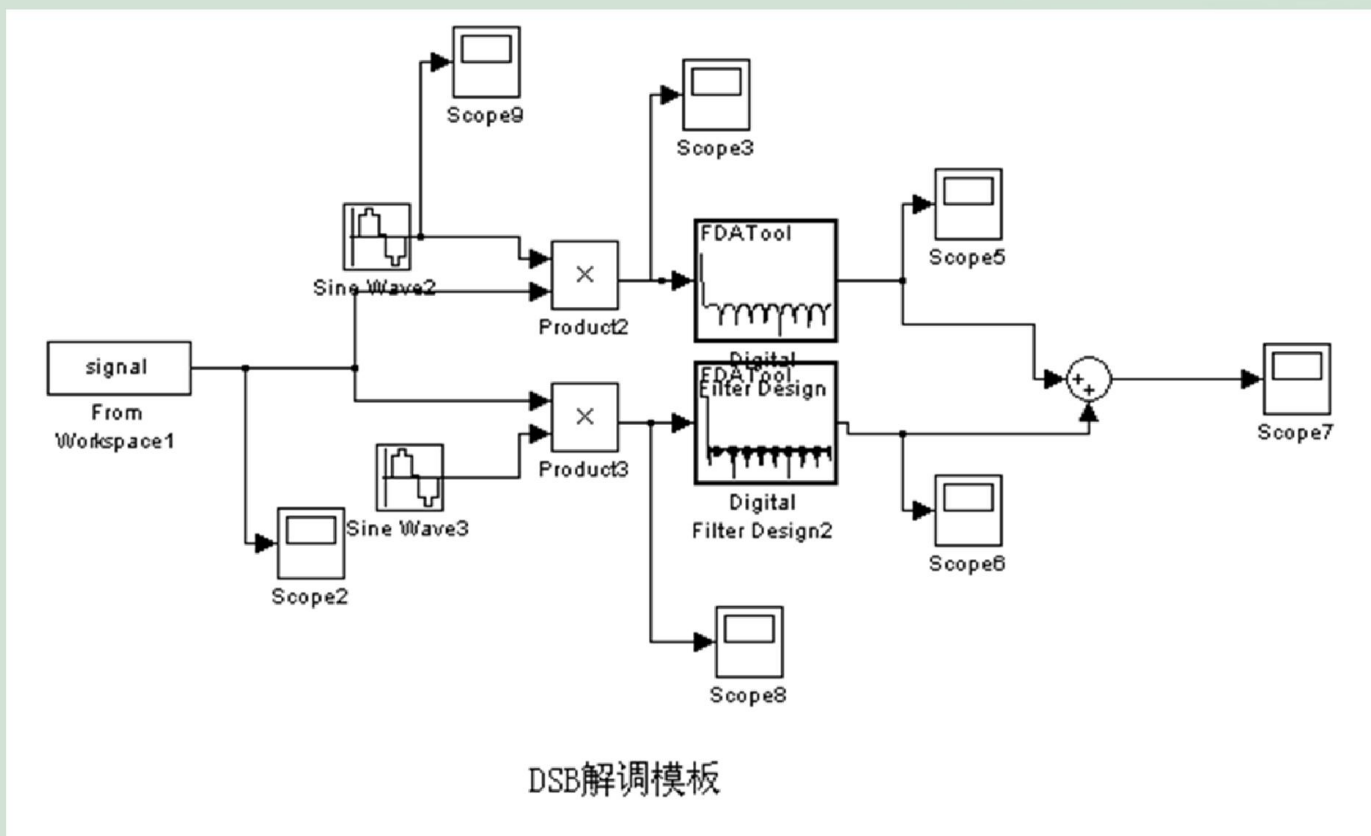 Scope9
Scope3
FDATool
Scope5
Sine Wave2
×
Product2
Digital
Filter Design
signal
From
Workspace1
FDATool
×
Product3
Scope7
Sine Wave3
Digital
Filter Design2
Scope6
Scope2
Scope8
DSB解调模板